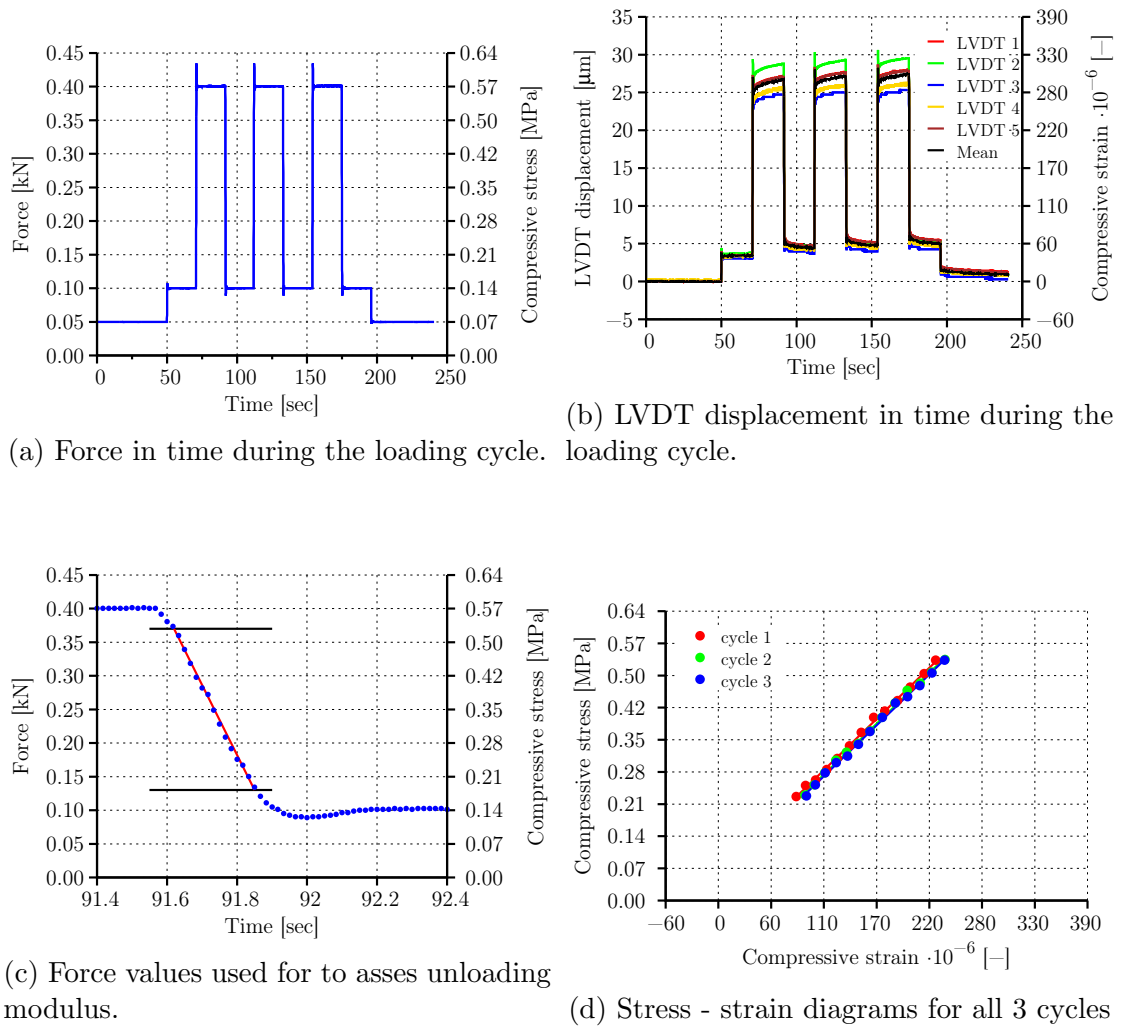 0.45
0.40
0.35
0.30
0.25
0.20
0.15
0.10
0.05
0.00
Force [kN]
0.64
0.57
0.50
0.42
0.35
0.28
0.21
0.14
0.07
0.00
Compressive stress [MPa]
0 50 100 150 200 250
Time [sec]
(a) Force in time during the loading cycle.
35
30
25
20
15
10
5
0
−5
LVDT displacement [µm]
LVDT 1
LVDT 2
LVDT 3
LVDT 4
LVDT 5
Mean
390
330
280
220
170
110
60
0
−60
Compressive strain ·10⁻⁶ [−]
0 50 100 150 200 250
Time [sec]
(b) LVDT displacement in time during the
loading cycle.
0.45
0.40
0.35
0.30
0.25
0.20
0.15
0.10
0.05
0.00
Force [kN]
0.64
0.57
0.50
0.42
0.35
0.28
0.21
0.14
0.07
0.00
Compressive stress [MPa]
91.4 91.6 91.8 92 92.2 92.4
Time [sec]
(c) Force values used for to asses unloading
modulus.
0.64
0.57
0.50
0.42
0.35
0.28
0.21
0.14
0.07
0.00
Compressive stress [MPa]
cycle 1
cycle 2
cycle 3
−60 0 60 110 170 220 280 330 390
Compressive strain ·10⁻⁶ [−]
(d) Stress - strain diagrams for all 3 cycles